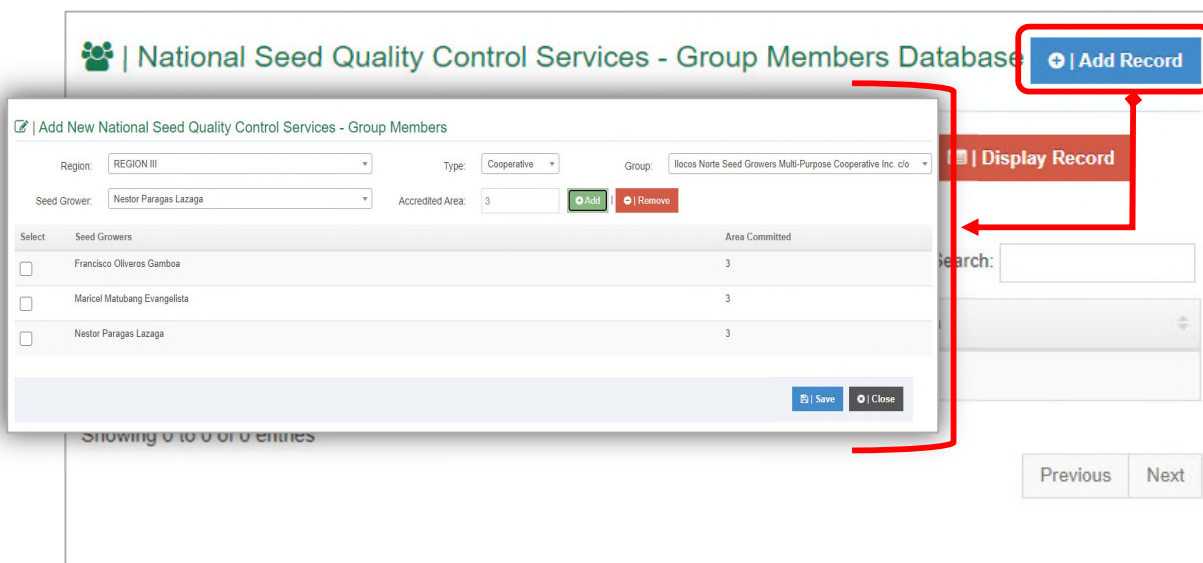 | National Seed Quality Control Services - Group Members Database
| Add Record
| Add New National Seed Quality Control Services - Group Members
| Display Record
Region: REGION III Type: Cooperative Group: Ilocos Norte Seed Growers Multi-Purpose Cooperative Inc. c/o
Seed Grower: Nestor Paragas Lazaga Accredited Area: 3 Add | | Remove
Select Seed Growers Area Committed
Search:
Francisco Oliveros Gamboa 3
Maricel Matubang Evangelista 3
Nestor Paragas Lazaga 3
| Save | Close
Showing 0 to 0 of 0 entries
Previous Next